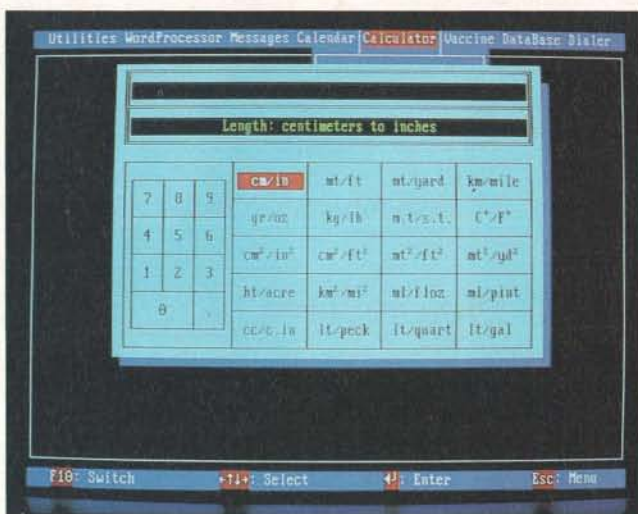 Utilities WordProcessor Messages Calendar Calculator Vaccine DataBase Dialer
Length: centimeters to inches
7 8 9
4 5 6
1 2 3
0 .
cm/in mt/ft mt/yard km/mile
gr/oz kg/lb m.t/s.t. C°/F°
cm²/in² cm²/ft² mt²/ft² mt²/yd²
ht/acre km²/mi² ml/floz ml/pint
cc/c.in lt/peck lt/quart lt/gal
F10: Switch ←↑↓→: Select ↵: Enter Esc: Menu